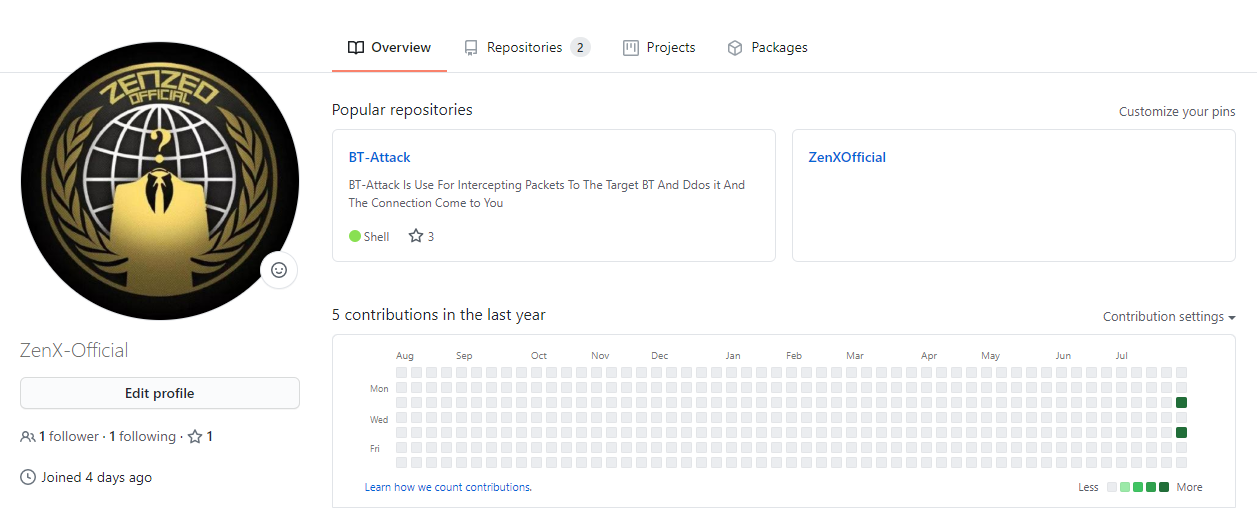 Overview
Repositories 2
Projects
Packages
ZENZED
OFFICIAL
?
Popular repositories
Customize your pins
BT-Attack
BT-Attack Is Use For Intercepting Packets To The Target BT And Ddos it And
The Connection Come to You
Shell 3
ZenXOfficial
ZenX-Official
Edit profile
1 follower · 1 following · 1
Joined 4 days ago
5 contributions in the last year
Contribution settings
Aug Sep Oct Nov Dec Jan Feb Mar Apr May Jun Jul
Mon
Wed
Fri
Learn how we count contributions.
Less More